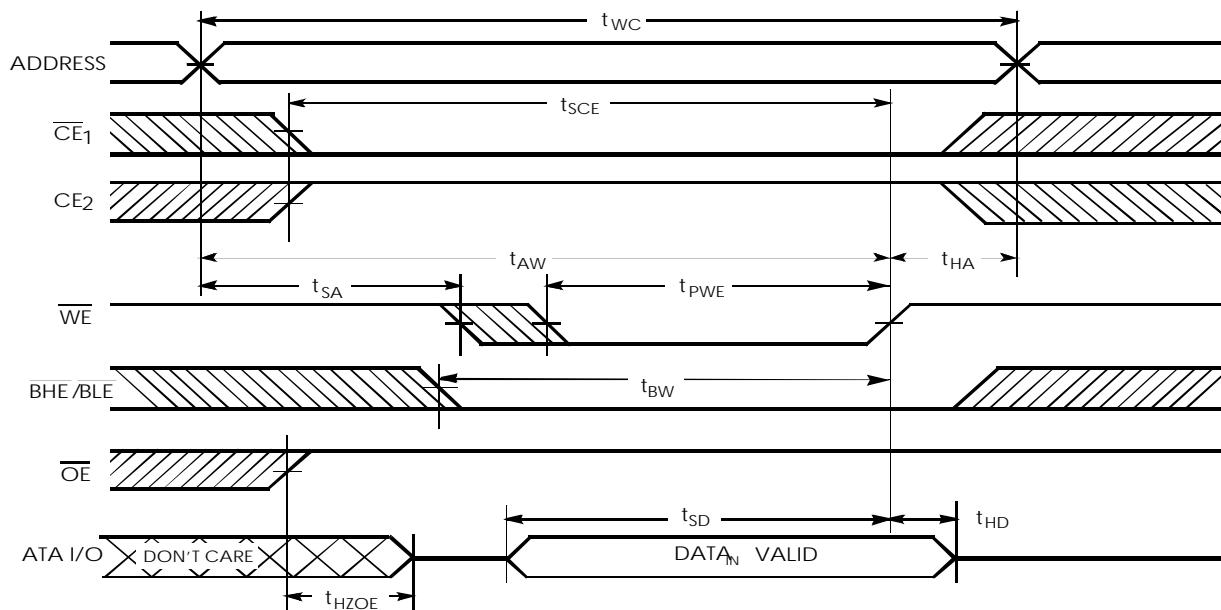 tWC
ADDRESS
tSCE
CE1
CE2
tAW
tHA
tSA
tPWE
WE
BHE/BLE
tBW
OE
tSD
tHD
ATA I/O
DON'T CARE
DATAIN VALID
tHZOE